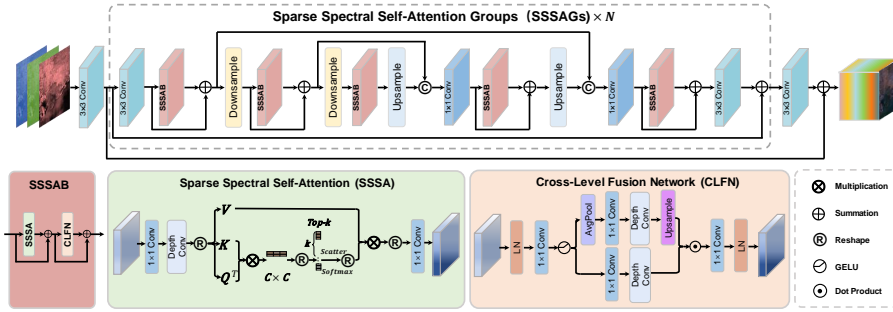 Sparse Spectral Self-Attention Groups (SSSAGs) × N
3×3 Conv
3×3 Conv
SSSAB
Downsample
SSSAB
Downsample
SSSAB
Upsample
C
1×1 Conv
SSSAB
Upsample
C
1×1 Conv
SSSAB
3×3 Conv
3×3 Conv
SSSAB
SSSA
CLFN
Sparse Spectral Self-Attention (SSSA)
1×1 Conv
Depth Conv
R
V
K
Q T
C × C
R
Top-k
k
Scatter
Softmax
R
R
1×1 Conv
Cross-Level Fusion Network (CLFN)
LN
1×1 Conv
AvgPool
1×1 Conv
Depth Conv
Upsample
1×1 Conv
Depth Conv
1×1 Conv
LN
Multiplication
Summation
R Reshape
GELU
Dot Product